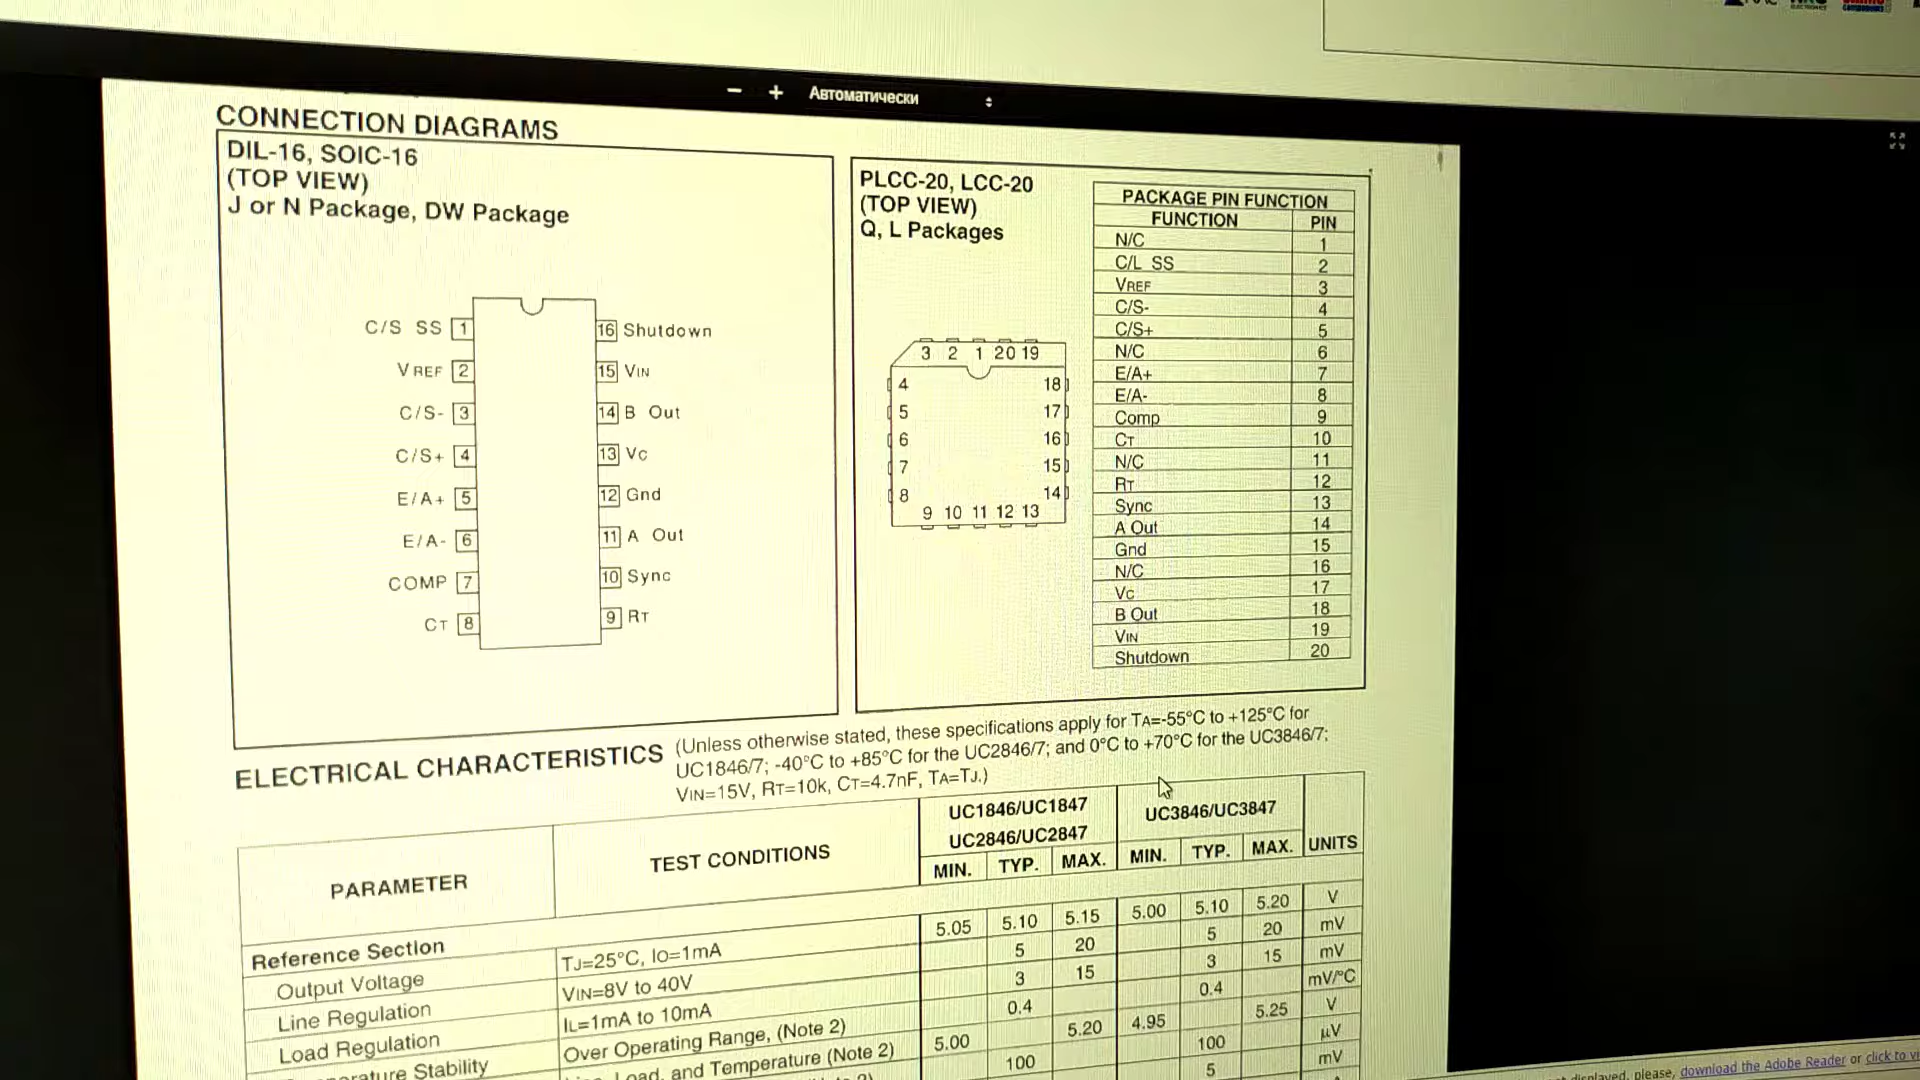 Автоматически
CONNECTION DIAGRAMS
DIL-16, SOIC-16
(TOP VIEW)
J or N Package, DW Package
C/S SS 1
VREF 2
C/S- 3
C/S+ 4
E/A+ 5
E/A- 6
COMP 7
CT 8
16 Shutdown
15 VIN
14 B Out
13 Vc
12 Gnd
11 A Out
10 Sync
9 RT
PLCC-20, LCC-20
(TOP VIEW)
Q, L Packages
3 2 1 20 19
4 18
5 17
6 16
7 15
8 14
9 10 11 12 13
PACKAGE PIN FUNCTION
FUNCTION PIN
N/C 1
C/L SS 2
VREF 3
C/S- 4
C/S+ 5
N/C 6
E/A+ 7
E/A- 8
Comp 9
CT 10
N/C 11
RT 12
Sync 13
A Out 14
Gnd 15
N/C 16
Vc 17
B Out 18
VIN 19
Shutdown 20
ELECTRICAL CHARACTERISTICS (Unless otherwise stated, these specifications apply for TA=-55°C to +125°C for
UC1846/7; -40°C to +85°C for the UC2846/7; and 0°C to +70°C for the UC3846/7;
VIN=15V, RT=10k, CT=4.7nF, TA=TJ.)
PARAMETER TEST CONDITIONS UC1846/UC1847 UC3846/UC3847 UNITS
UC2846/UC2847
MIN. TYP. MAX. MIN. TYP. MAX.
Reference Section
Output Voltage TJ=25°C, IO=1mA 5.05 5.10 5.15 5.00 5.10 5.20 V
Line Regulation VIN=8V to 40V 5 20 5 20 mV
Load Regulation IL=1mA to 10mA 3 15 3 15 mV
Stability Over Operating Range, (Note 2) 0.4 0.4 mV/°C
Load, and Temperature (Note 2) 5.00 5.20 4.95 5.25 V
100 100 µV
5 mV
displayed, please, download the Adobe Reader or click to